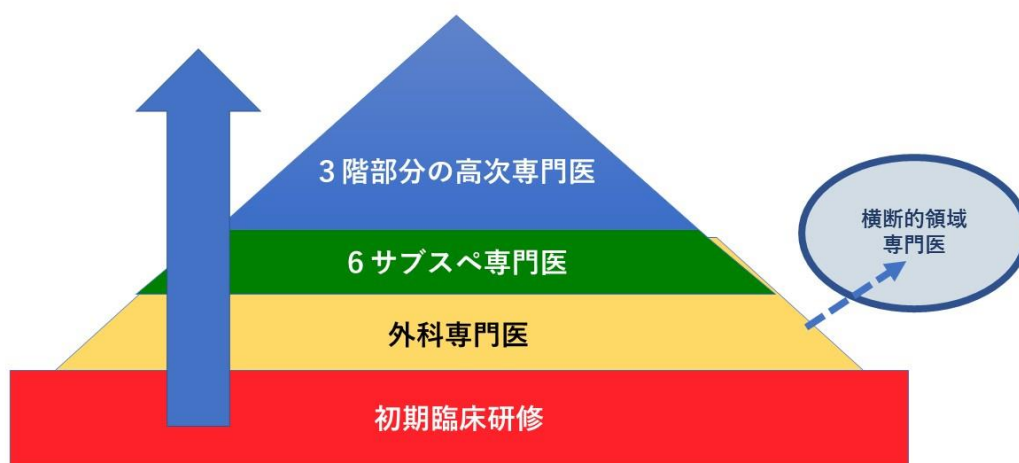 ３階部分の高次専門医
横断的領域
専門医
６サブスペ専門医
外科専門医
初期臨床研修